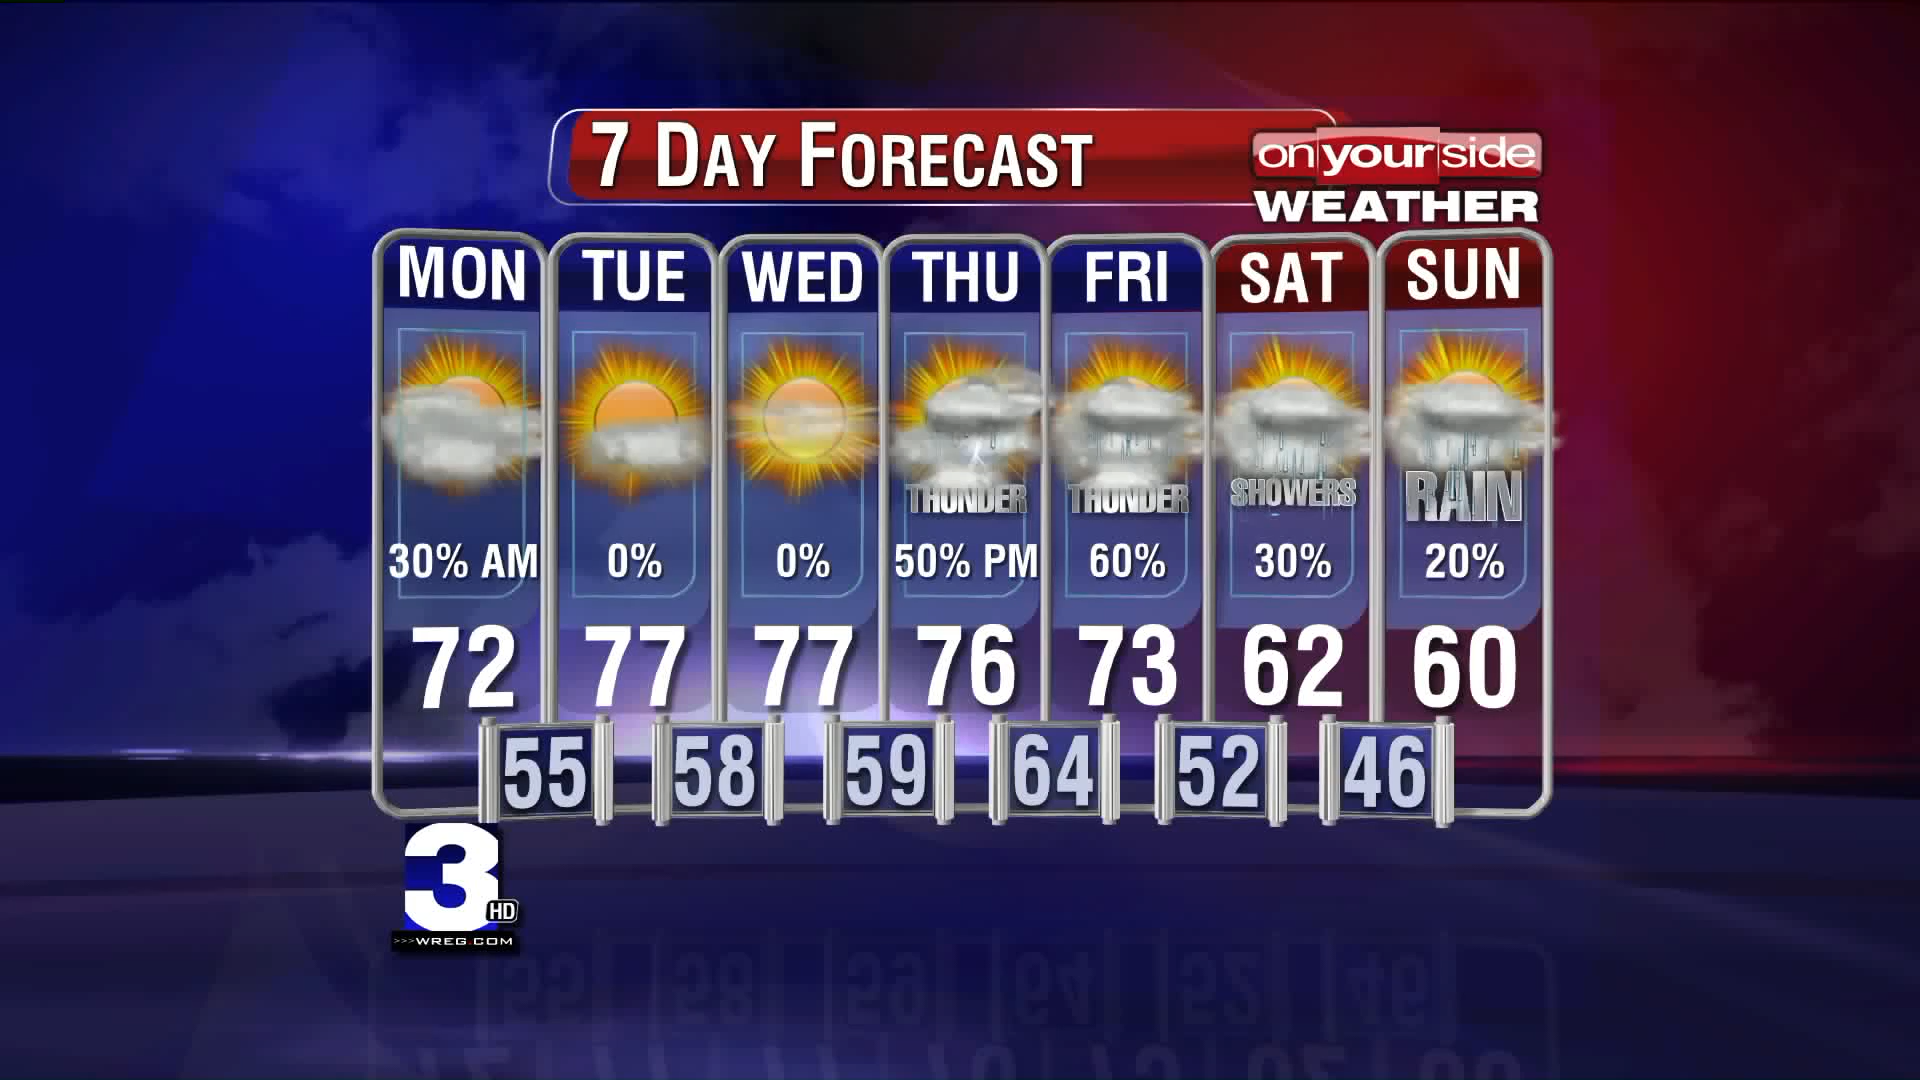 7 DAY FORECAST
on your side
WEATHER
MON TUE WED THU FRI SAT SUN
THUNDER THUNDER SHOWERS RAIN
30% AM 0% 0% 50% PM 60% 30% 20%
72 77 77 76 73 62 60
55 58 59 64 52 46
3 HD
>>>WREG.COM